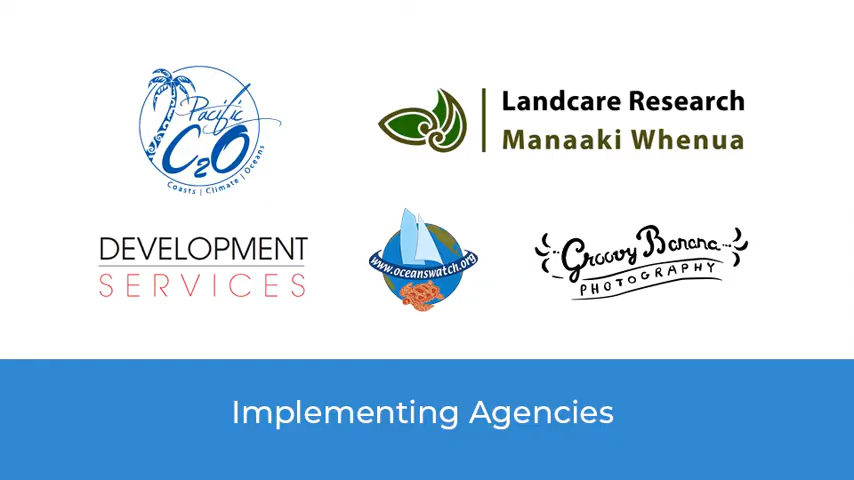 Pacific
C2O
Coasts | Climate | Oceans
Landcare Research
Manaaki Whenua
DEVELOPMENT
SERVICES
www.oceanswatch.org
Groovy Banana
PHOTOGRAPHY
Implementing Agencies